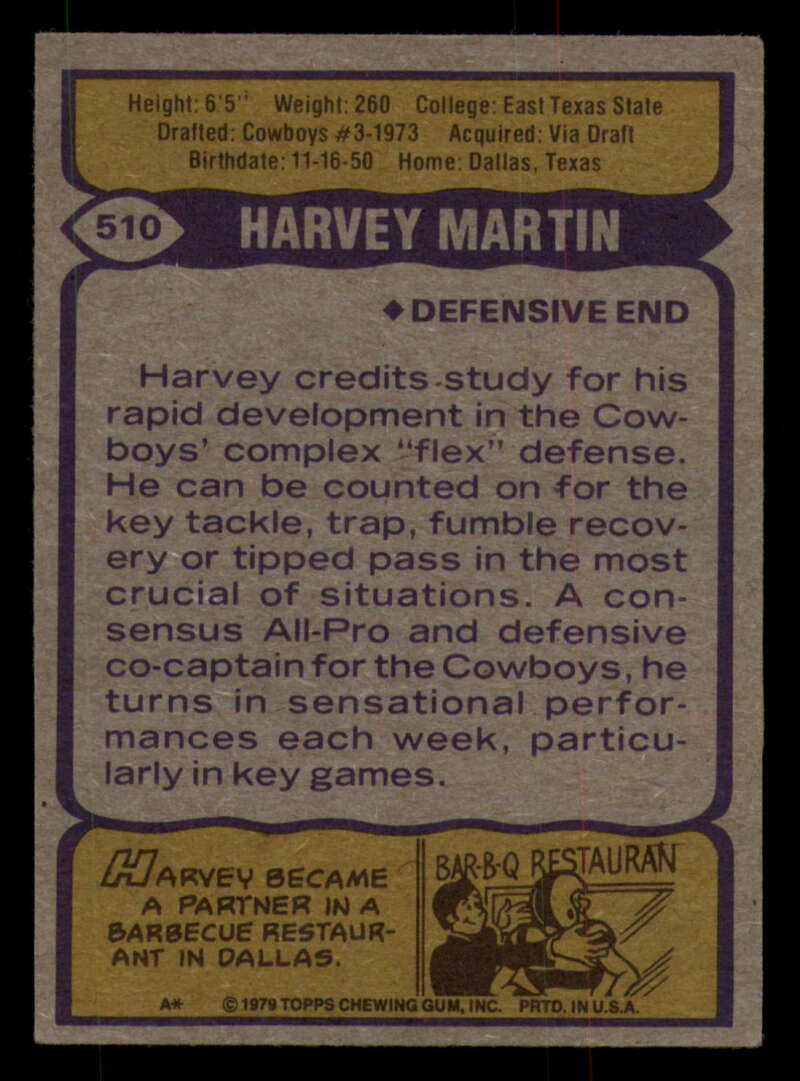 Height: 6'5" Weight: 260 College: East Texas State
Drafted: Cowboys #3-1973 Acquired: Via Draft
Birthdate: 11-16-50 Home: Dallas, Texas
510 HARVEY MARTIN
◆ DEFENSIVE END
Harvey credits study for his
rapid development in the Cow-
boys' complex "flex" defense.
He can be counted on for the
key tackle, trap, fumble recov-
ery or tipped pass in the most
crucial of situations. A con-
sensus All-Pro and defensive
co-captain for the Cowboys, he
turns in sensational perfor-
mances each week, particu-
larly in key games.
HARVEY BECAME
A PARTNER IN A
BARBECUE RESTAUR-
ANT IN DALLAS.
BAR-B-Q RESTAURAN
A* © 1979 TOPPS CHEWING GUM, INC. PRTD. IN U.S.A.